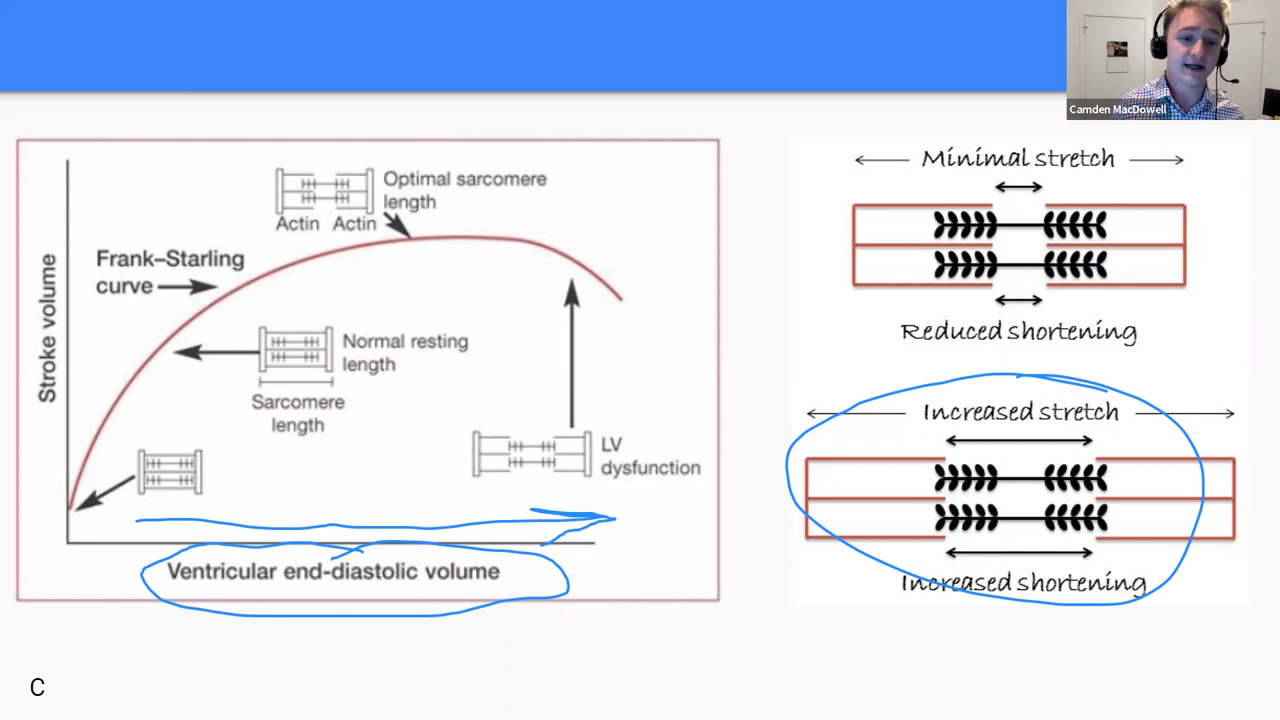 Camden MacDowell
Stroke volume
Frank–Starling
curve
Optimal sarcomere
length
Actin Actin
Normal resting
length
Sarcomere
length
LV
dysfunction
Ventricular end-diastolic volume
Minimal stretch
Reduced shortening
Increased stretch
Increased shortening
C